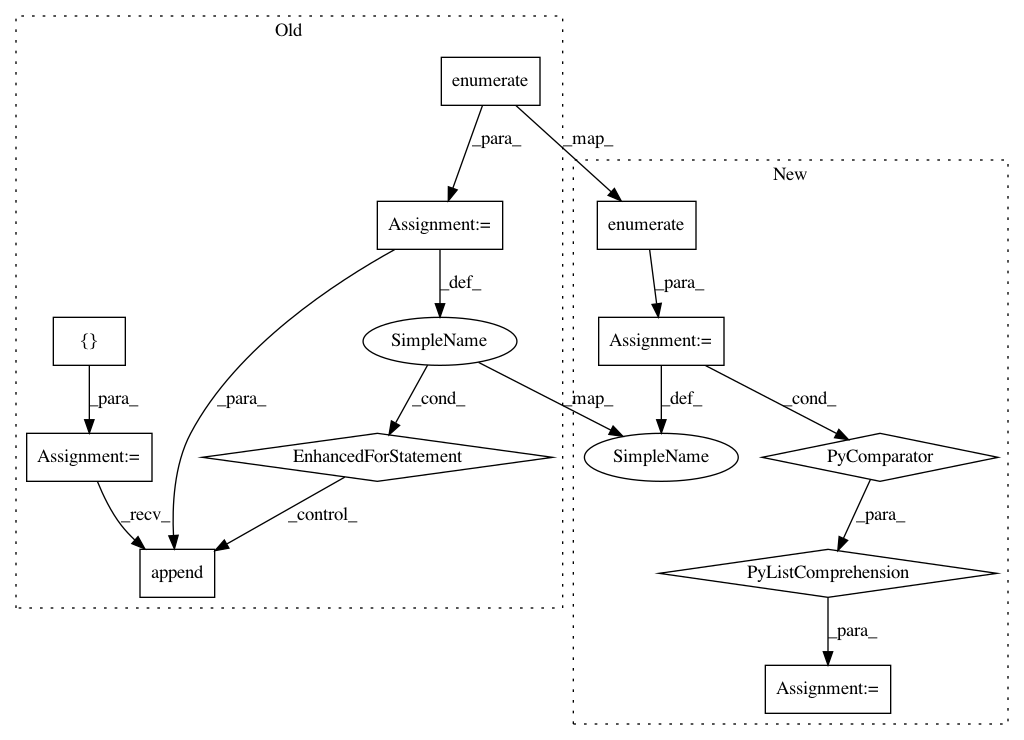 Old
enumerate
_para_
_map_
New
Assignment:=
enumerate
_def_
_para_
{}
SimpleName
Assignment:=
_para_
_para_
_cond_
_map_
_def_
_cond_
Assignment:=
EnhancedForStatement
SimpleName
PyComparator
_recv_
_control_
_para_
append
PyListComprehension
_para_
Assignment:=